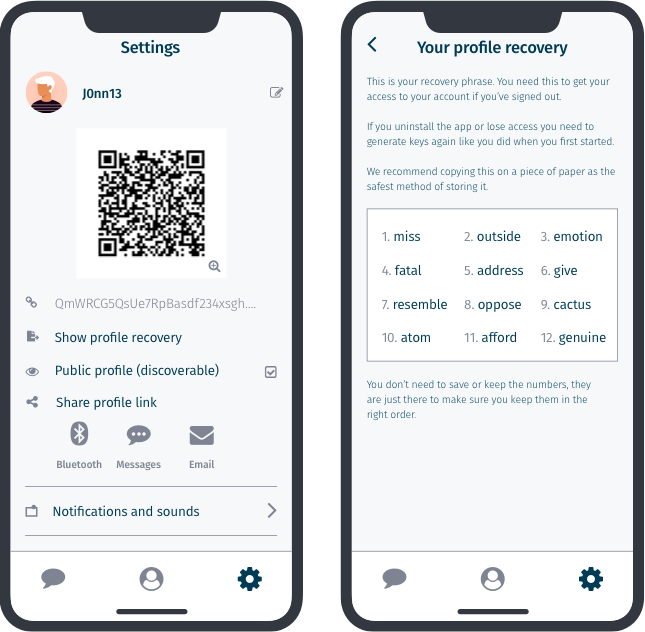 Settings
J0nn13
QmWRCG5QsUe7RpBasdf234xsgh....
Show profile recovery
Public profile (discoverable)
Share profile link
Bluetooth Messages Email
Notifications and sounds
Your profile recovery
This is your recovery phrase. You need this to get your
access to your account if you've signed out.
If you uninstall the app or lose access you need to
generate keys again like you did when you first started.
We recommend copying this on a piece of paper as the
safest method of storing it.
1. miss 2. outside 3. emotion
4. fatal 5. address 6. give
7. resemble 8. oppose 9. cactus
10. atom 11. afford 12. genuine
You don't need to save or keep the numbers, they
are just there to make sure you keep them in the
right order.